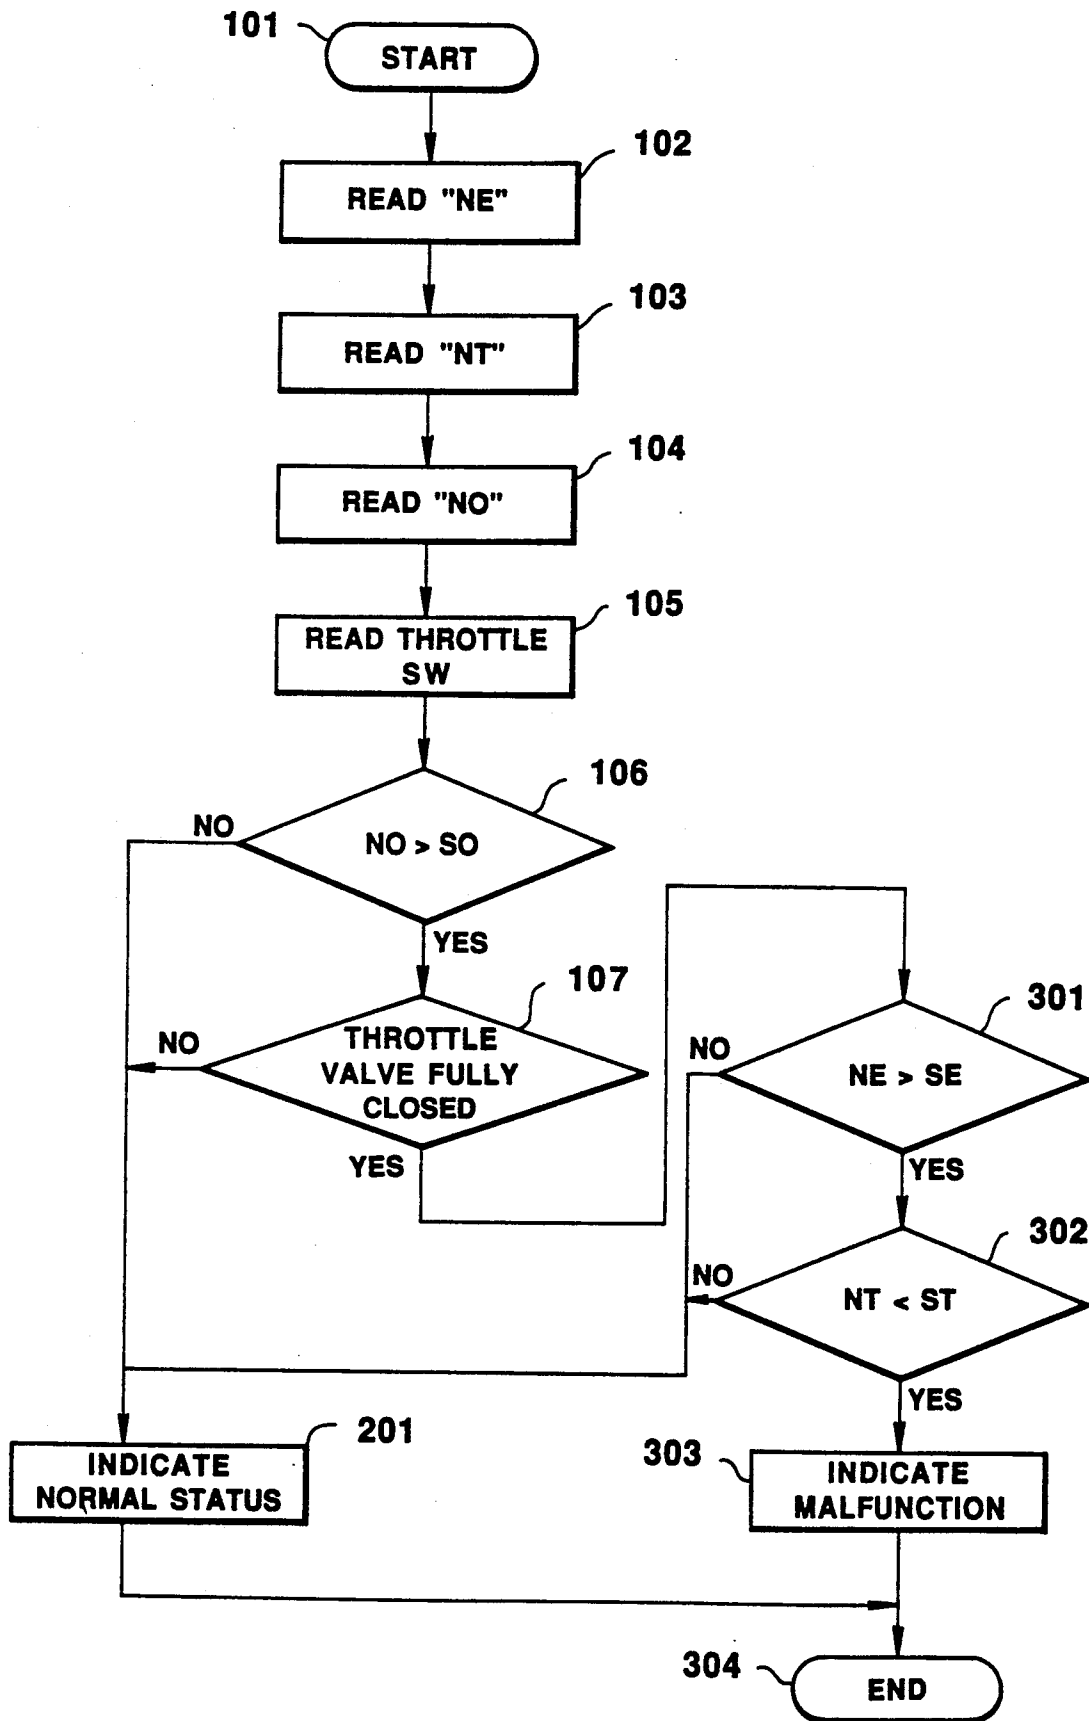 101
START
102
READ "NE"
103
READ "NT"
104
READ "NO"
105
READ THROTTLE
SW
106
NO
NO > SO
YES
107
NO
THROTTLE
VALVE FULLY
CLOSED
YES
301
NO
NE > SE
YES
302
NO
NT < ST
YES
201
INDICATE
NORMAL STATUS
303
INDICATE
MALFUNCTION
304
END